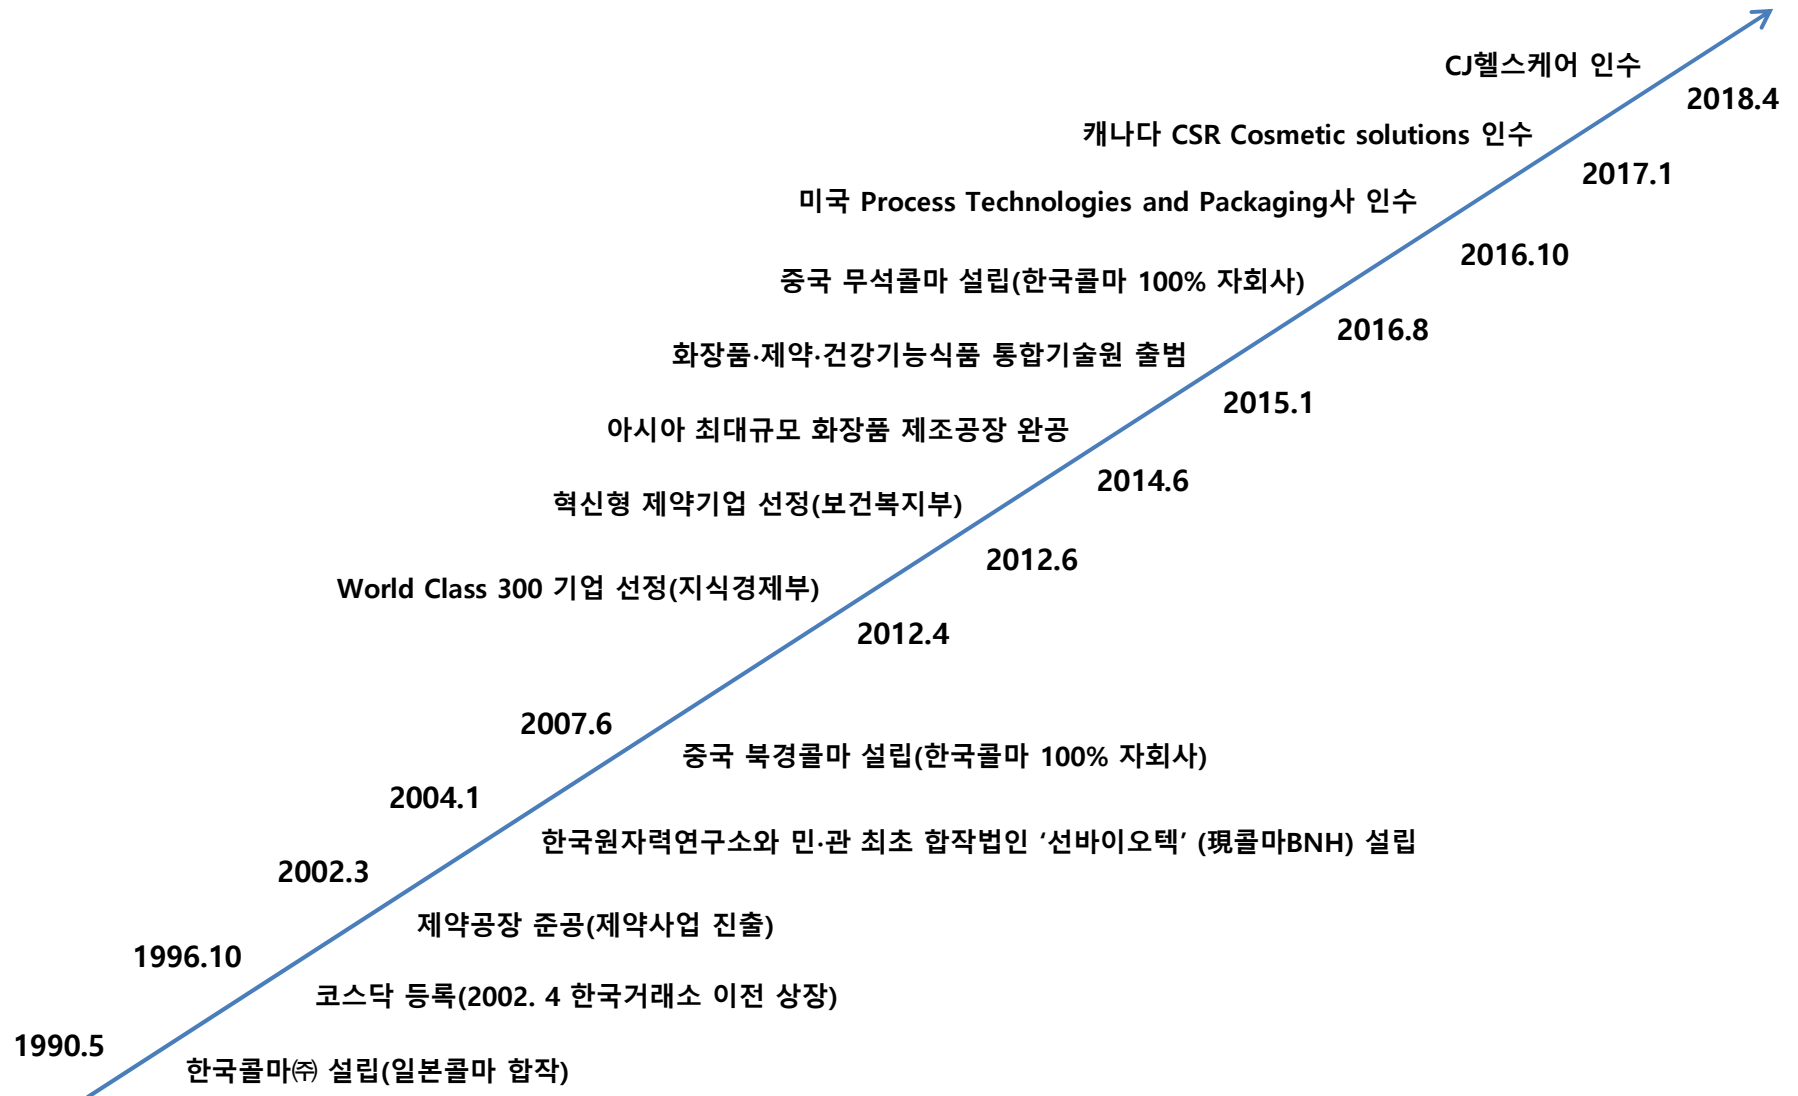 CJ헬스케어 인수
2018.4
캐나다 CSR Cosmetic solutions 인수
2017.1
미국 Process Technologies and Packaging사 인수
2016.10
중국 무석콜마 설립(한국콜마 100% 자회사)
2016.8
화장품·제약·건강기능식품 통합기술원 출범
2015.1
아시아 최대규모 화장품 제조공장 완공
2014.6
혁신형 제약기업 선정(보건복지부)
2012.6
World Class 300 기업 선정(지식경제부)
2012.4
2007.6
중국 북경콜마 설립(한국콜마 100% 자회사)
2004.1
한국원자력연구소와 민·관 최초 합작법인 ‘선바이오텍’ (現콜마BNH) 설립
2002.3
제약공장 준공(제약사업 진출)
1996.10
코스닥 등록(2002. 4 한국거래소 이전 상장)
1990.5
한국콜마㈜ 설립(일본콜마 합작)